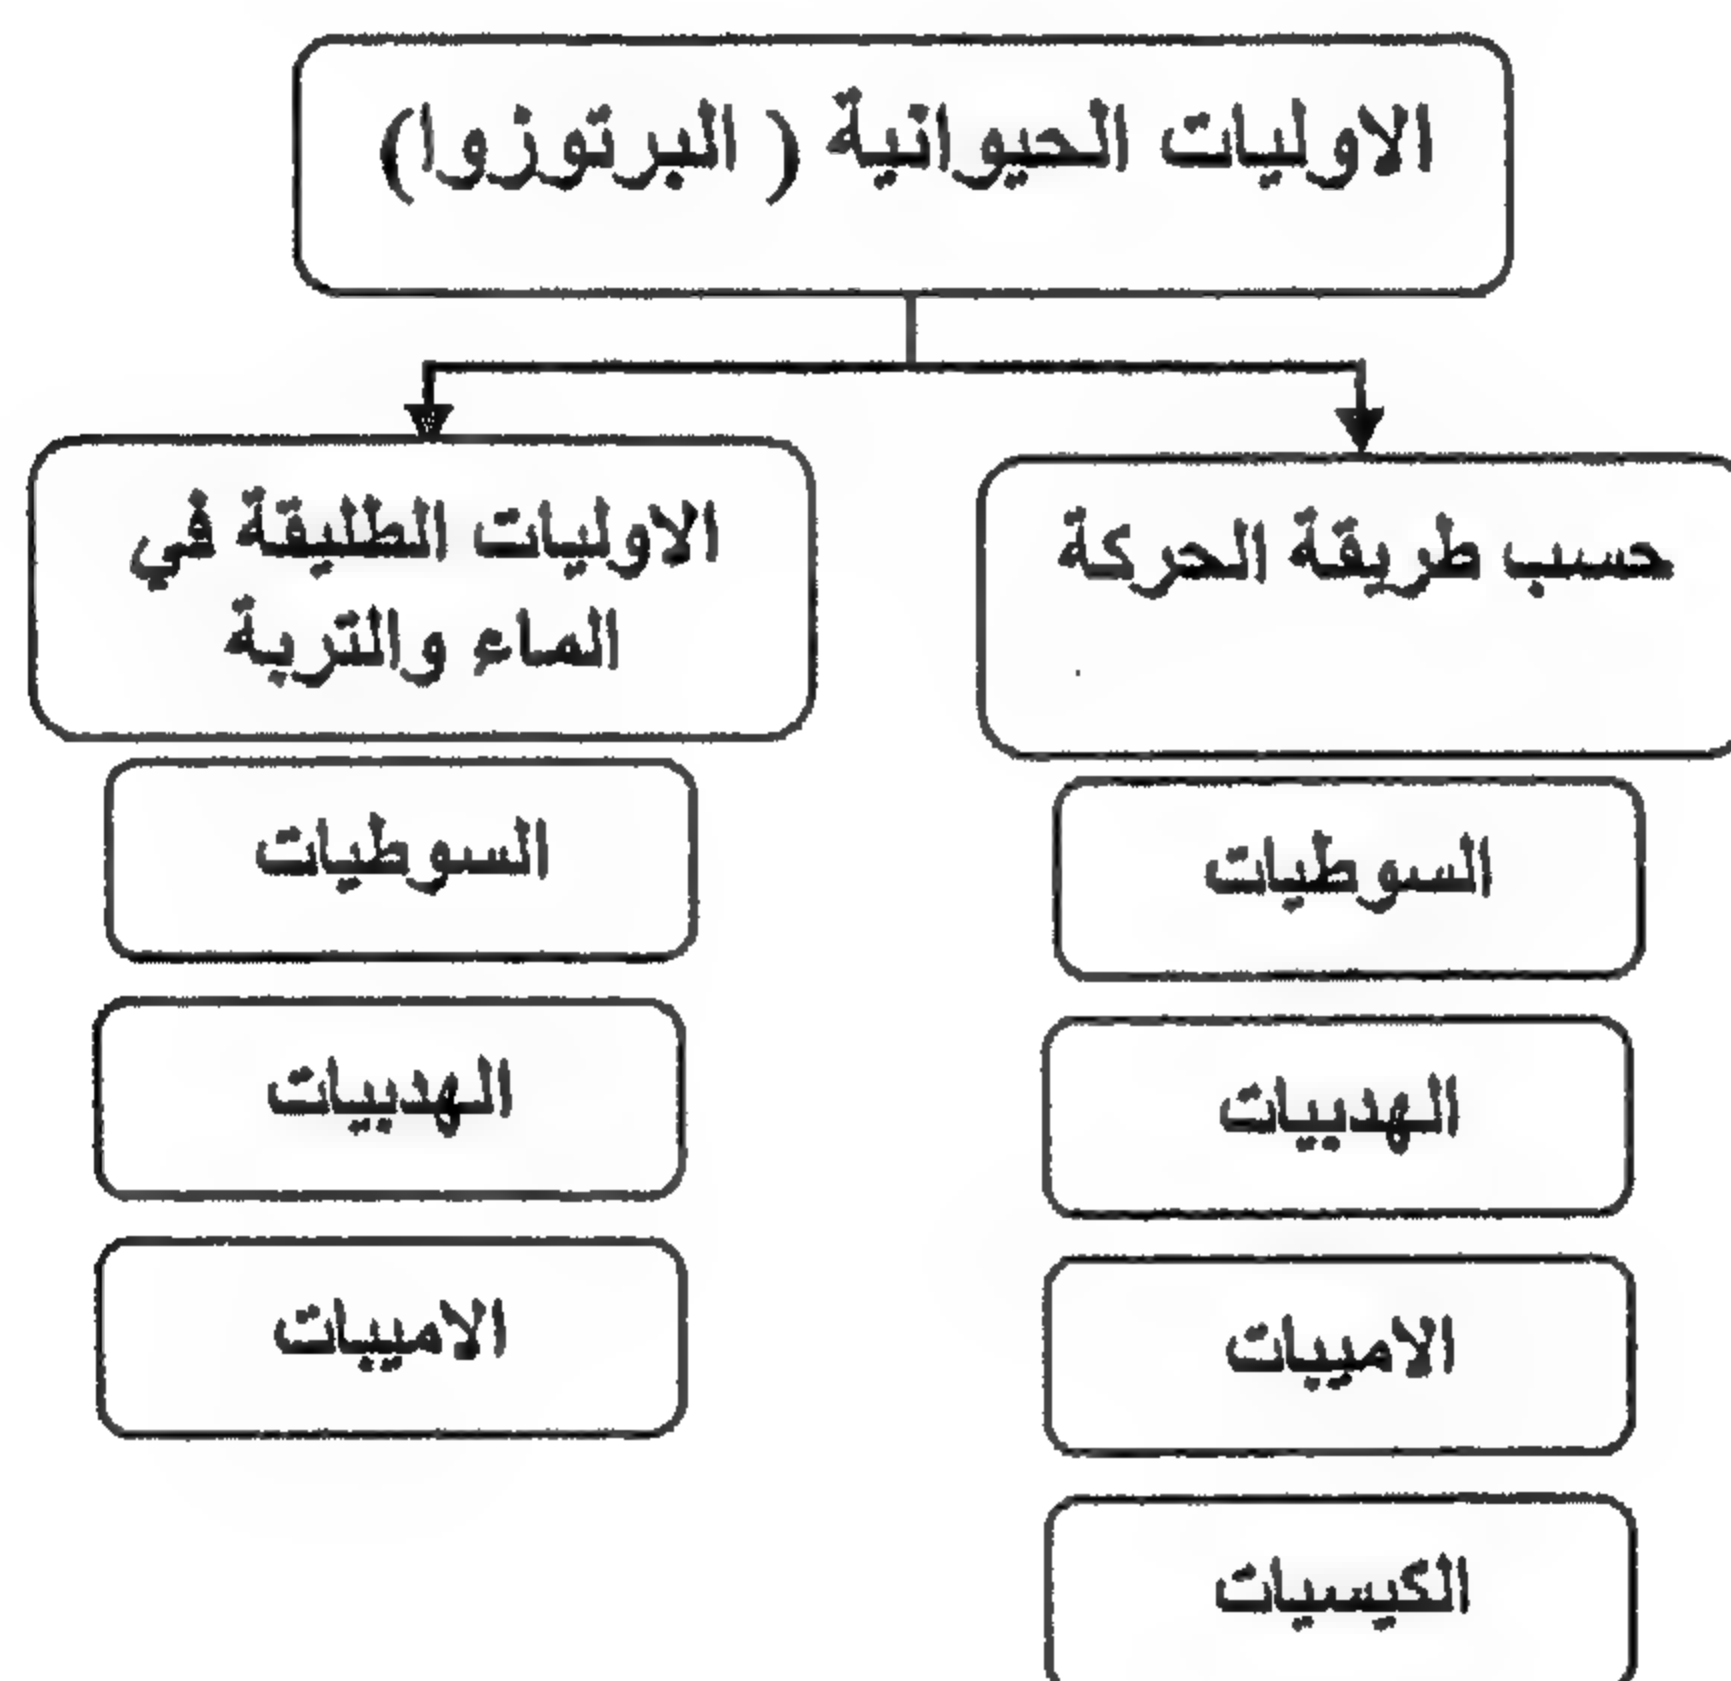 الاوليات الحيوانية ( البرتوزوا)
حسب طريقة الحركة
السوطيات
الهدبيات
الاميبات
الكيسيات
الاوليات الطليقة في
الماء والتربة
السوطيات
الهدبيات
الاميبات